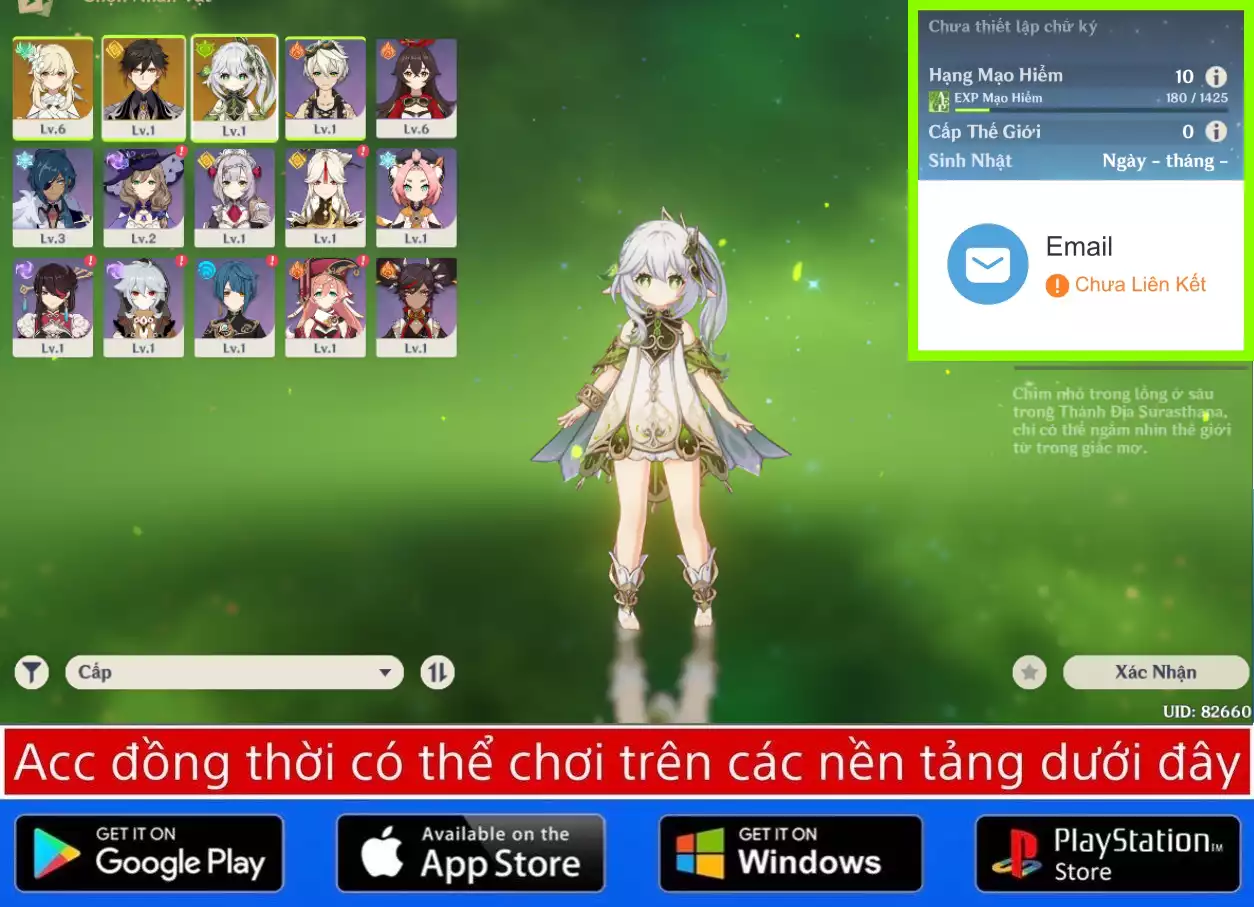 Chưa thiết lập chữ ký
Hạng Mạo Hiểm 10
EXP Mạo Hiểm 180 / 1425
Cấp Thế Giới 0
Sinh Nhật Ngày - tháng -
Email
! Chưa Liên Kết
Lv.6 Lv.1 Lv.1 Lv.1 Lv.6
Lv.3 Lv.2 Lv.1 Lv.1 Lv.1
Lv.1 Lv.1 Lv.1 Lv.1 Lv.1
Chim nhỏ trong lồng ở sâu
trong Thánh Địa Surasthana,
chỉ có thể ngắm nhìn thế giới
từ trong giấc mơ.
Cấp
Xác Nhận
UID: 82660
Acc đồng thời có thể chơi trên các nền tảng dưới đây
GET IT ON
Google Play
Available on the
App Store
GET IT ON
Windows
PlayStation™
Store